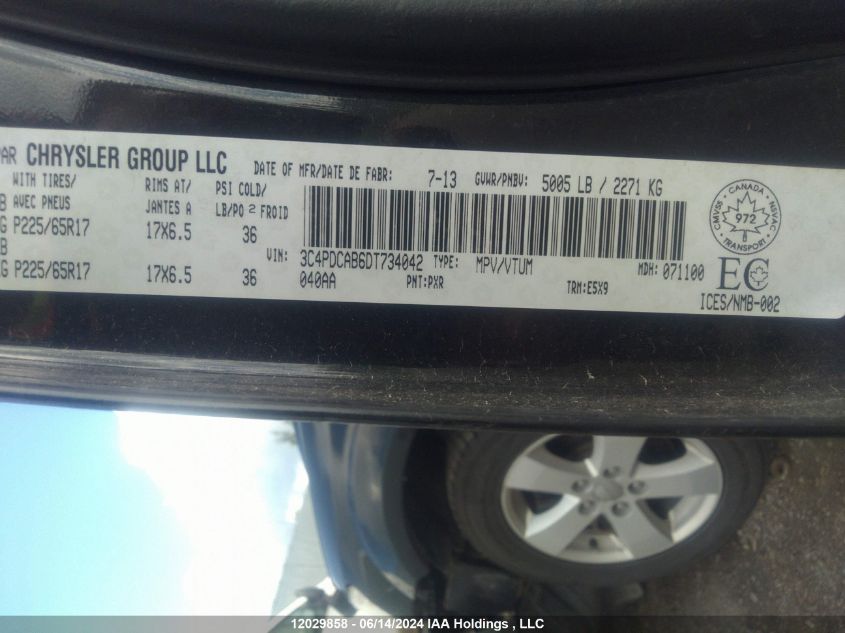 PAR CHRYSLER GROUP LLC DATE OF MFR/DATE DE FABR: 7-13 GVWR/PNBV: 5005 LB / 2271 KG
WITH TIRES/ RIMS AT/ PSI COLD/
B AVEC PNEUS JANTES A LB/PO 2 FROID
G P225/65R17 17X6.5 36
B
G P225/65R17 17X6.5 36
VIN: 3C4PDCAB6DT734042 TYPE: MPV/VTUM MDH: 071100
040AA PNT:PXR TRM:E5X9
CMVSS CANADA NSVAC
972
TRANSPORT
EC
ICES/NMB-002
12029858 - 06/14/2024 IAA Holdings , LLC